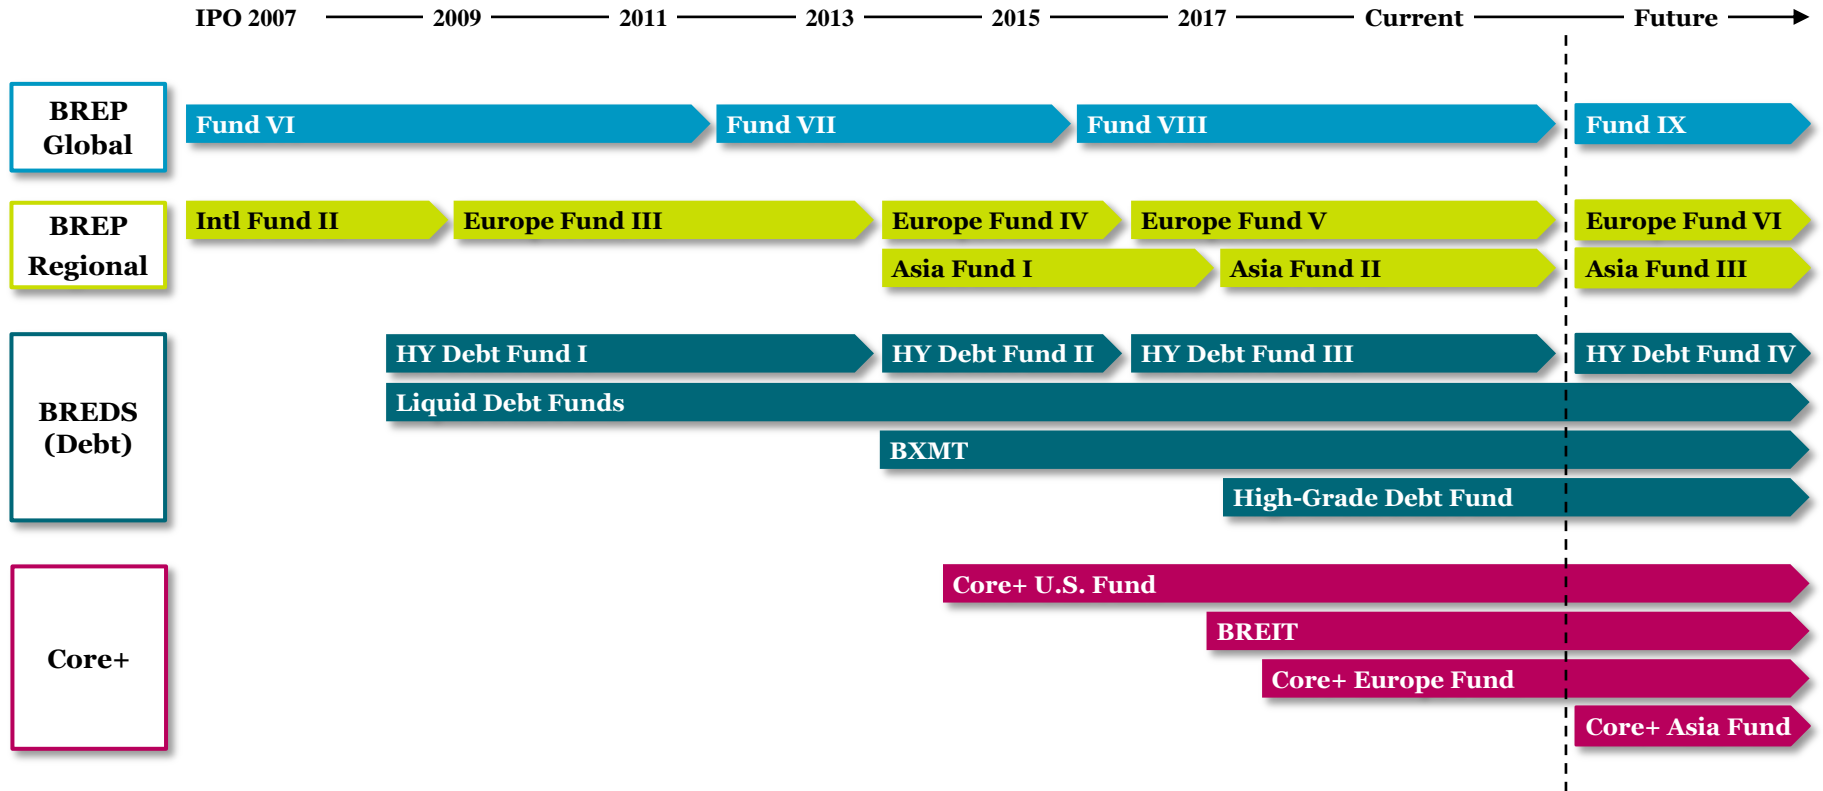 IPO 2007 2009 2011 2013 2015 2017 Current Future
BREP
Global
Fund VI Fund VII Fund VIII Fund IX
BREP
Regional
Intl Fund II Europe Fund III Europe Fund IV Europe Fund V Europe Fund VI
Asia Fund I Asia Fund II Asia Fund III
BREDS
(Debt)
HY Debt Fund I HY Debt Fund II HY Debt Fund III HY Debt Fund IV
Liquid Debt Funds
BXMT
High-Grade Debt Fund
Core+
Core+ U.S. Fund
BREIT
Core+ Europe Fund
Core+ Asia Fund